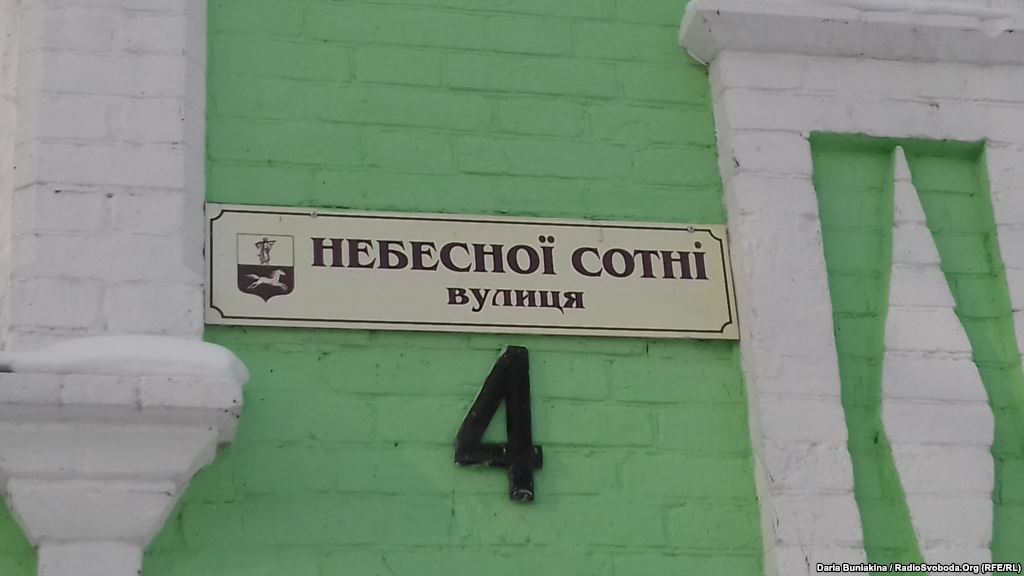 НЕБЕСНОЇ СОТНІ
вулиця
4
Daria Buniakina / RadioSvoboda.Org (RFE/RL)